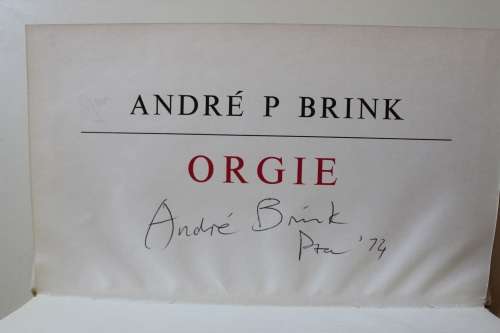 ANDRÉ P BRINK
ORGIE
André Brink
Pta '74